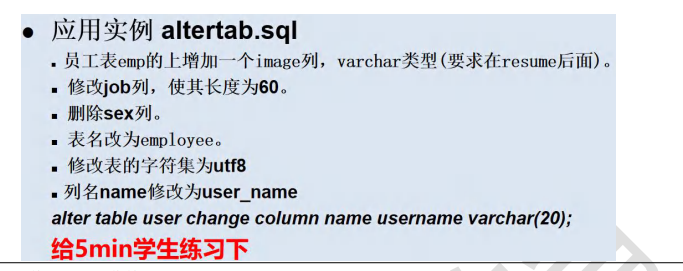 ● 应用实例 altertab.sql
▪ 员工表emp的上增加一个image列，varchar类型(要求在resume后面)。
▪ 修改job列，使其长度为60。
▪ 删除sex列。
▪ 表名改为employee。
▪ 修改表的字符集为utf8
▪ 列名name修改为user_name
alter table user change column name username varchar(20);
给5min学生练习下